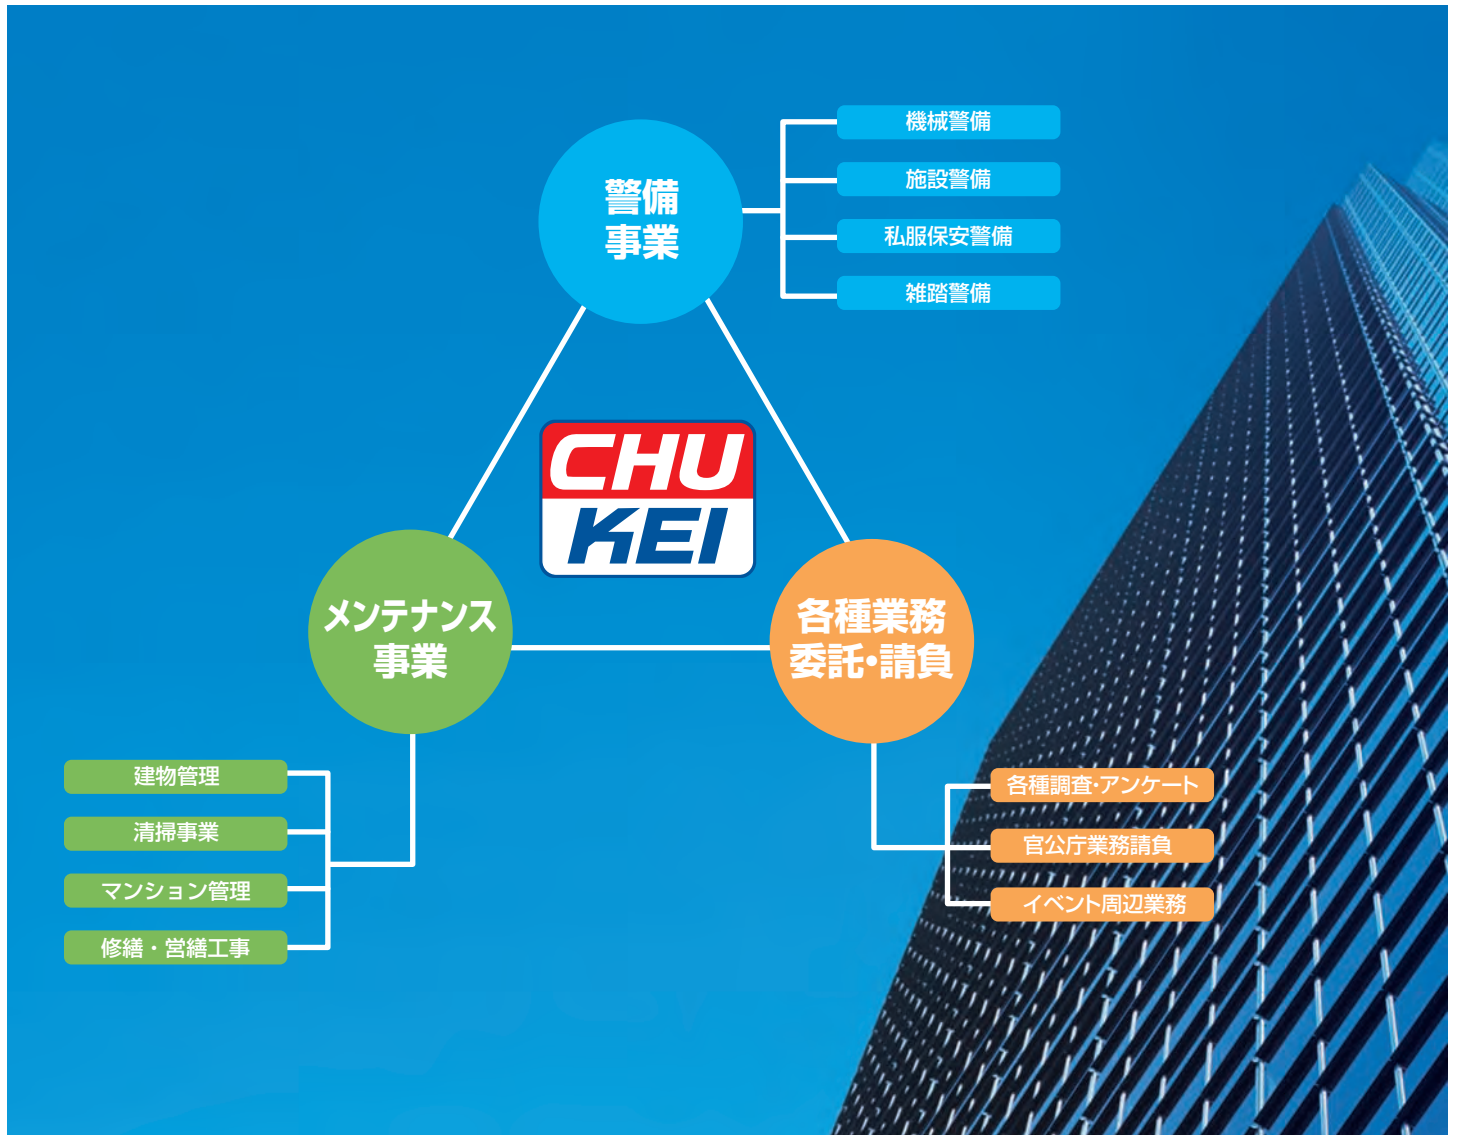 機械警備
施設警備
私服保安警備
雑踏警備
警備
事業
CHU
KEI
メンテナンス
事業
各種業務
委託・請負
建物管理
清掃事業
マンション管理
修繕・営繕工事
各種調査・アンケート
官公庁業務請負
イベント周辺業務